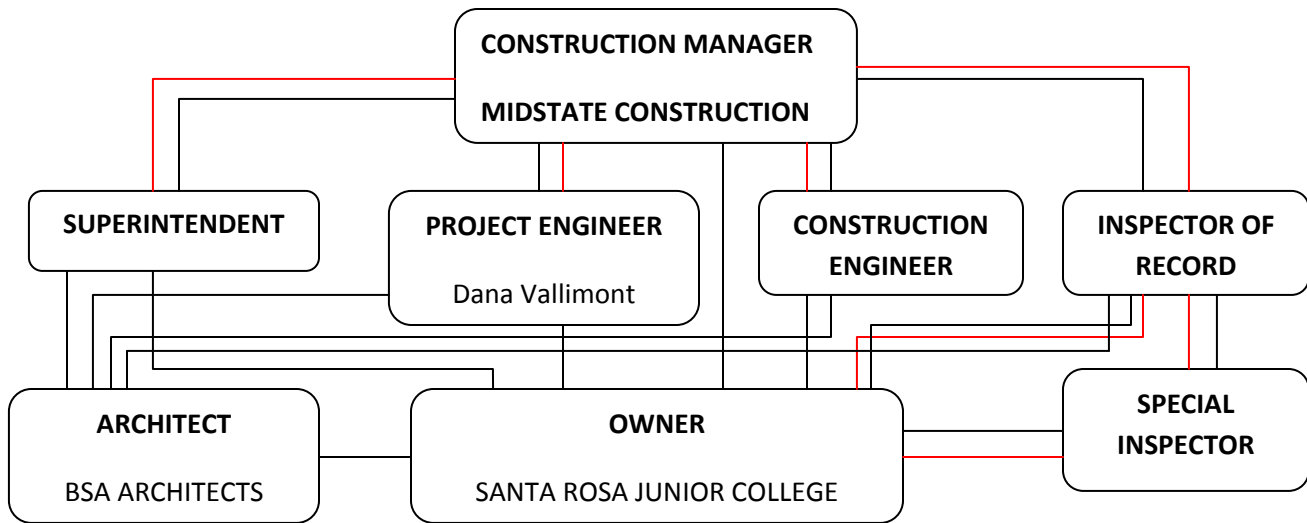 CONSTRUCTION MANAGER
MIDSTATE CONSTRUCTION
SUPERINTENDENT
PROJECT ENGINEER
Dana Vallimont
CONSTRUCTION
ENGINEER
INSPECTOR OF
RECORD
ARCHITECT
BSA ARCHITECTS
OWNER
SANTA ROSA JUNIOR COLLEGE
SPECIAL
INSPECTOR